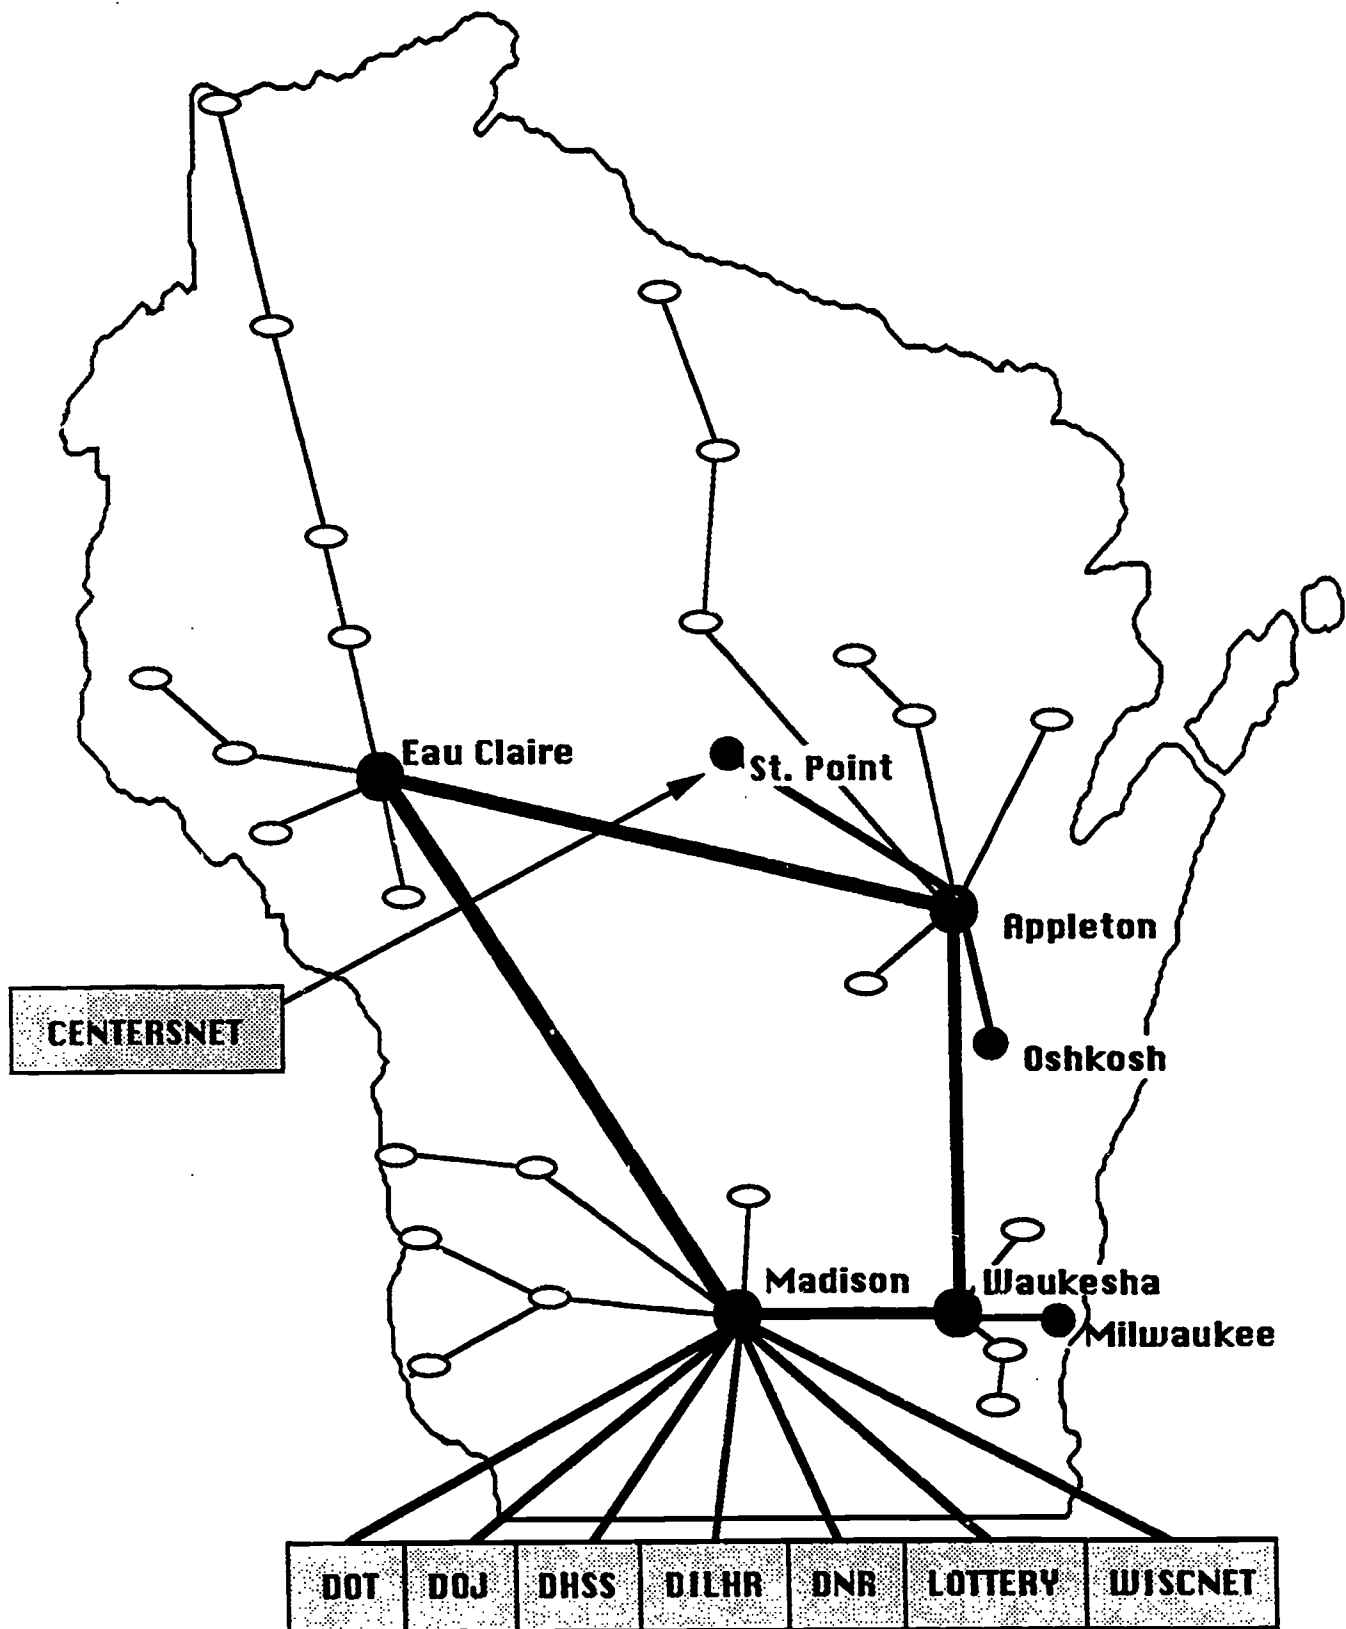 Eau Claire
St. Point
Appleton
CENTERSNET
Oshkosh
Madison
Waukesha
Milwaukee
DOT DOJ DHSS DILHR DNR LOTTERY WISCNET